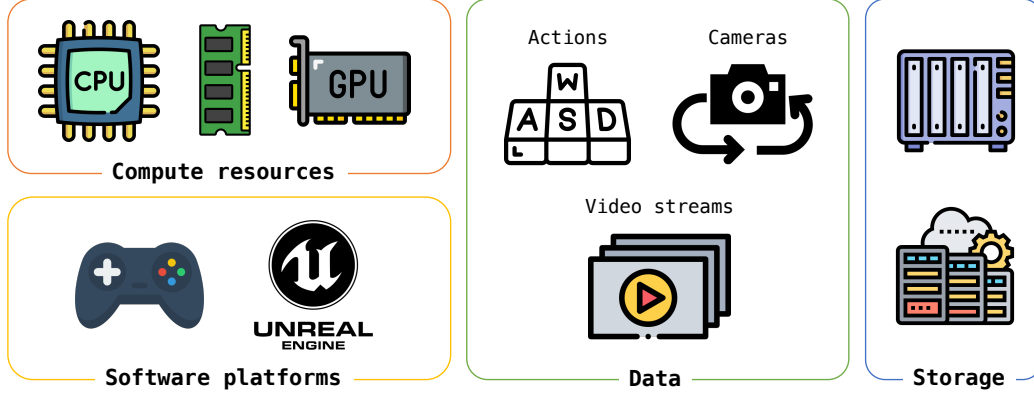 CPU
GPU
Compute resources
UNREAL
ENGINE
Software platforms
Actions
W
A S D
Cameras
Video streams
Data
Storage